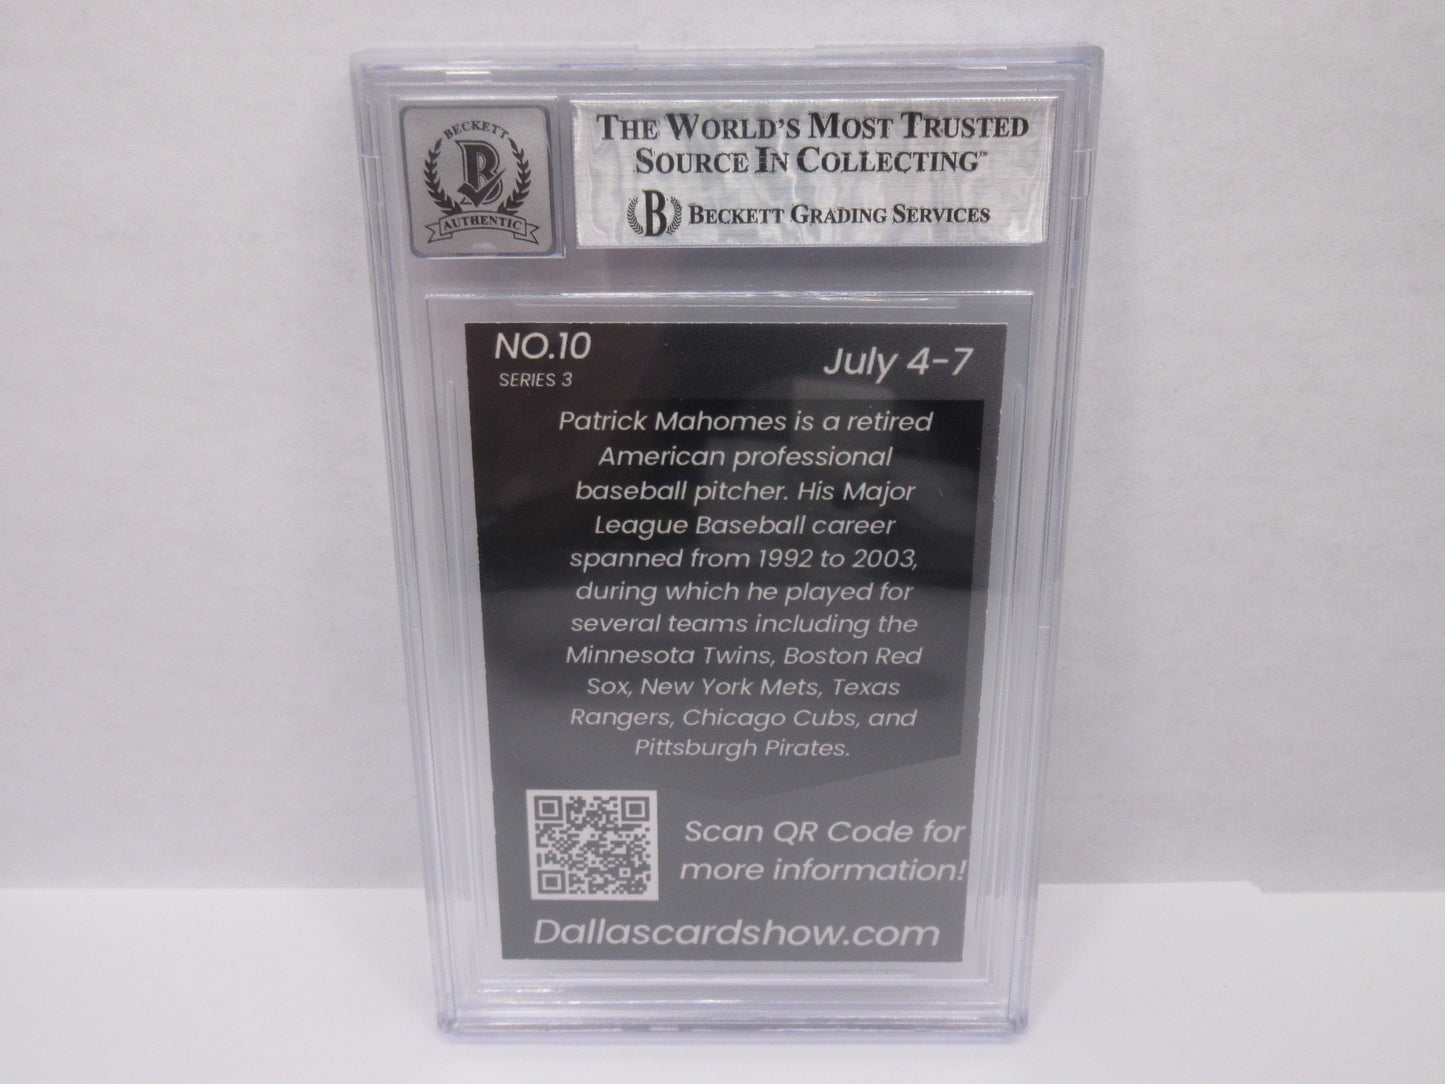 BECKETT
B
AUTHENTIC
THE WORLD'S MOST TRUSTED
SOURCE IN COLLECTING™
B BECKETT GRADING SERVICES
NO.10
SERIES 3
July 4-7
Patrick Mahomes is a retired
American professional
baseball pitcher. His Major
League Baseball career
spanned from 1992 to 2003,
during which he played for
several teams including the
Minnesota Twins, Boston Red
Sox, New York Mets, Texas
Rangers, Chicago Cubs, and
Pittsburgh Pirates.
Scan QR Code for
more information!
Dallascardshow.com